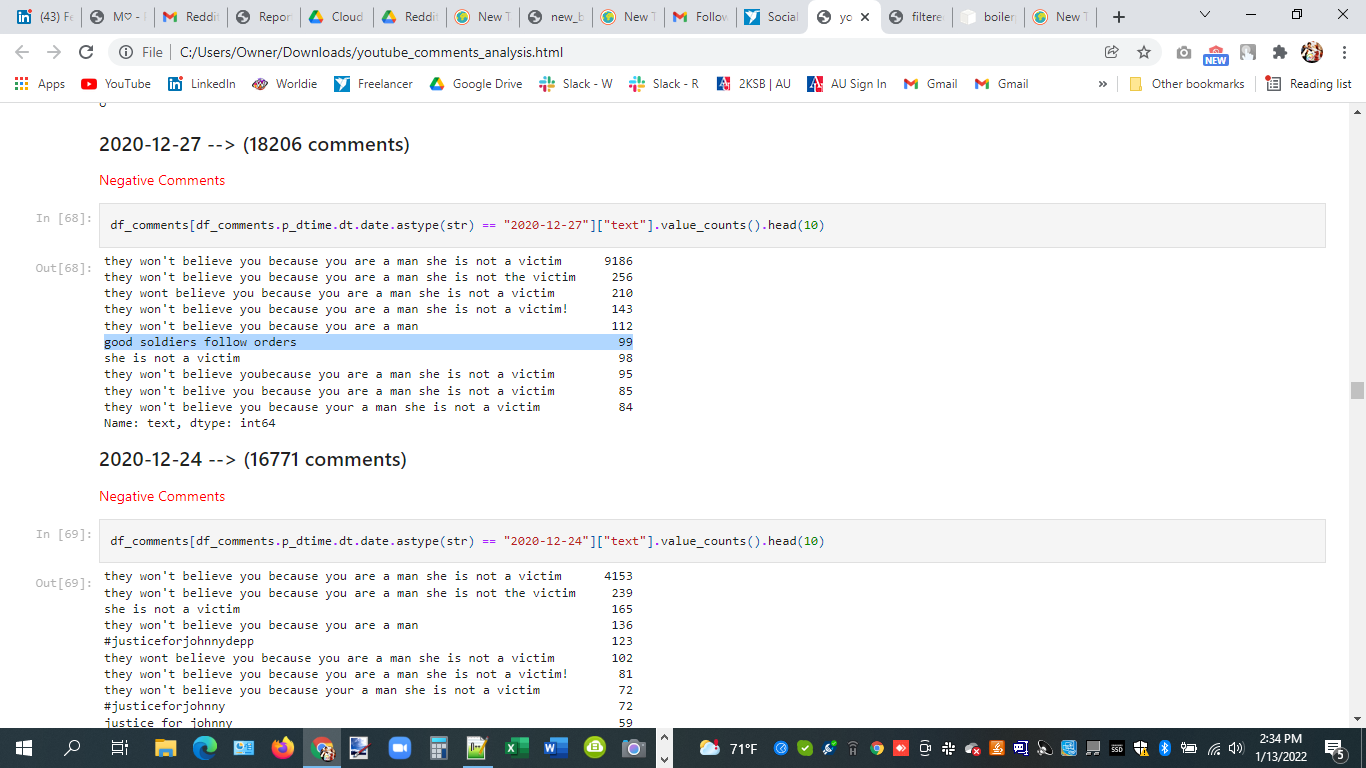 (43) Fe
M♡ -
Reddit
Repor
Cloud
Reddit
New T
new_b
New T
Follow
Social
yo
filtere
boiler
New T
File
C:/Users/Owner/Downloads/youtube_comments_analysis.html
NEW
Apps
YouTube
LinkedIn
Worldie
Freelancer
Google Drive
Slack - W
Slack - R
2KSB | AU
AU Sign In
Gmail
Gmail
»
Other bookmarks
Reading list
2020-12-27 --> (18206 comments)
Negative Comments
In [68]:
df_comments[df_comments.p_dtime.dt.date.astype(str) == "2020-12-27"]["text"].value_counts().head(10)
Out[68]:
they won't believe you because you are a man she is not a victim 9186
they won't believe you because you are a man she is not the victim 256
they wont believe you because you are a man she is not a victim 210
they won't believe you because you are a man she is not a victim! 143
they won't believe you because you are a man 112
good soldiers follow orders 99
she is not a victim 98
they won't believe youbecause you are a man she is not a victim 95
they won't belive you because you are a man she is not a victim 85
they won't believe you because your a man she is not a victim 84
Name: text, dtype: int64
2020-12-24 --> (16771 comments)
Negative Comments
In [69]:
df_comments[df_comments.p_dtime.dt.date.astype(str) == "2020-12-24"]["text"].value_counts().head(10)
Out[69]:
they won't believe you because you are a man she is not a victim 4153
they won't believe you because you are a man she is not the victim 239
she is not a victim 165
they won't believe you because you are a man 136
#justiceforjohnnydepp 123
they wont believe you because you are a man she is not a victim 102
they won't believe you because you are a man she is not a victim! 81
they won't believe you because your a man she is not a victim 72
#justiceforjohnny 72
justice for johnny 59
71°F
2:34 PM
1/13/2022
5